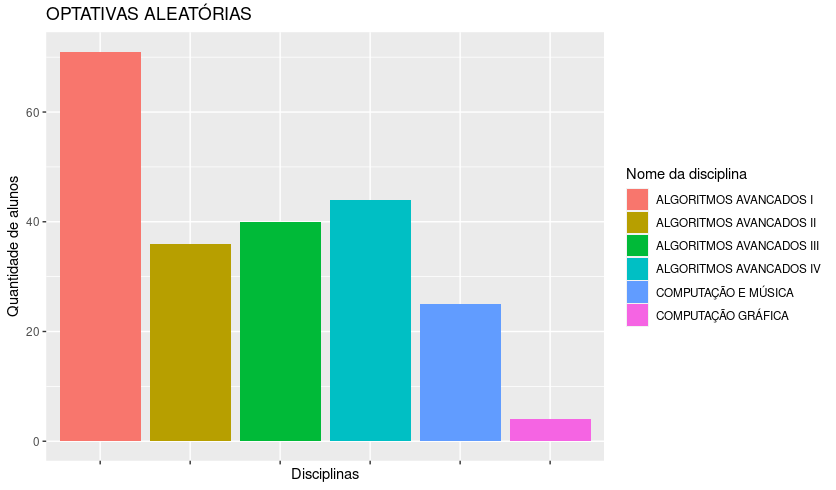 OPTATIVAS ALEATÓRIAS
Quantidade de alunos
60
40
20
0
Disciplinas
Nome da disciplina
ALGORITMOS AVANCADOS I
ALGORITMOS AVANCADOS II
ALGORITMOS AVANCADOS III
ALGORITMOS AVANCADOS IV
COMPUTAÇÃO E MÚSICA
COMPUTAÇÃO GRÁFICA